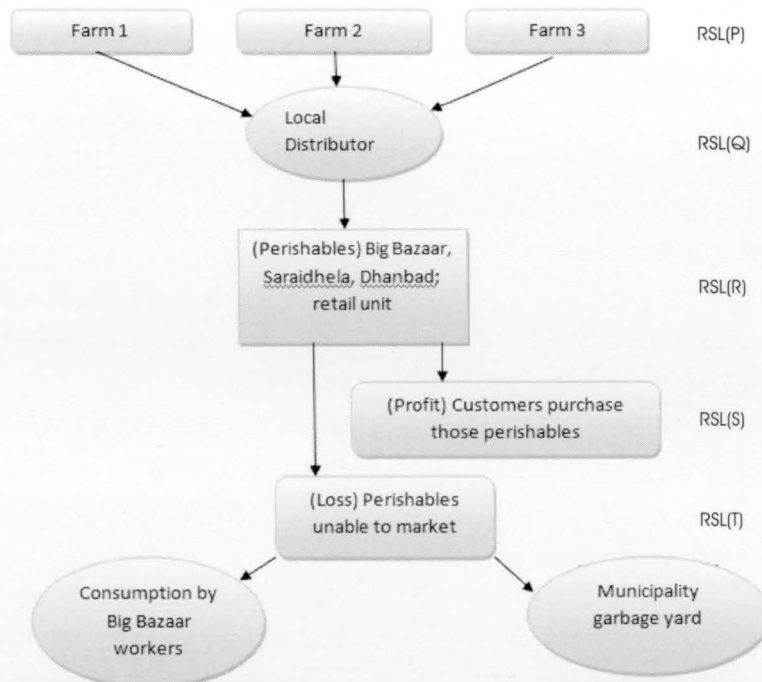 Farm 1
Farm 2
Farm 3
RSL(P)
Local
Distributor
RSL(Q)
(Perishables) Big Bazaar,
Saraidhela, Dhanbad;
retail unit
RSL(R)
(Profit) Customers purchase
those perishables
RSL(S)
(Loss) Perishables
unable to market
RSL(T)
Consumption by
Big Bazaar
workers
Municipality
garbage yard